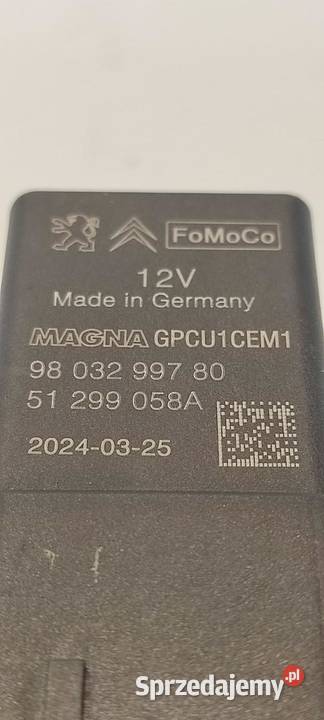 FoMoCo
12V
Made in Germany
MAGNA GPCU1CEM1
98 032 997 80
51 299 058A
2024-03-25
Sprzedajemy.pl